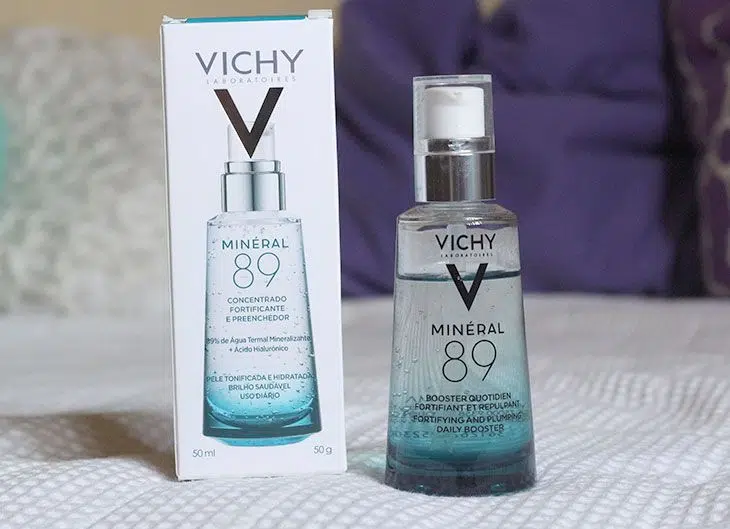 VICHY
LABORATOIRES
MINÉRAL
89
CONCENTRADO
FORTIFICANTE
E PREENCHEDOR
89% de Água Termal Mineralizante
+ Ácido Hialurônico
PELE TONIFICADA E HIDRATADA
BRILHO SAUDÁVEL
USO DIÁRIO
50 ml
50 g
VICHY
LABORATOIRES
MINÉRAL
89
BOOSTER QUOTIDIEN
FORTIFIANT ET REPULPANT
FORTIFYING AND PLUMPING
DAILY BOOSTER